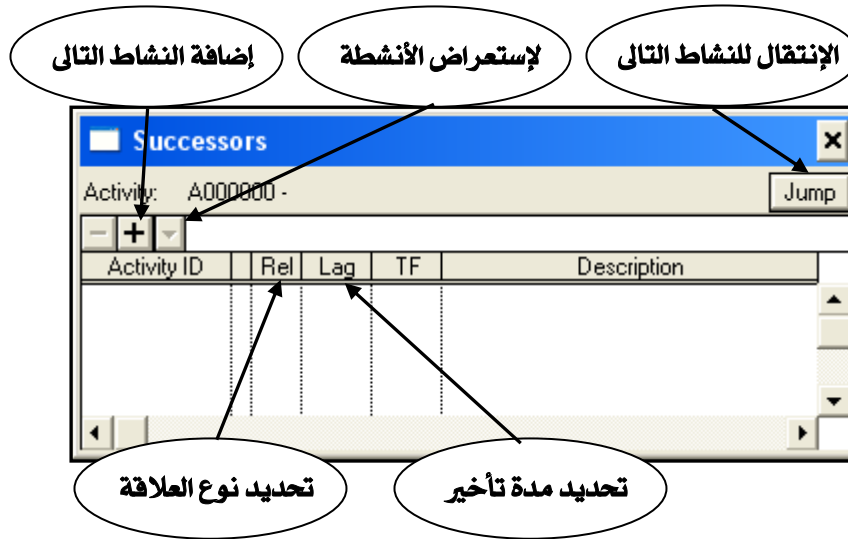 الإنتقال للنشاط التالى
لإستعراض الأنشطة
إضافة النشاط التالى
Successors
Activity: A000000 -
Jump
Activity ID Rel Lag TF Description
تحديد مدة تأخير
تحديد نوع العلاقة